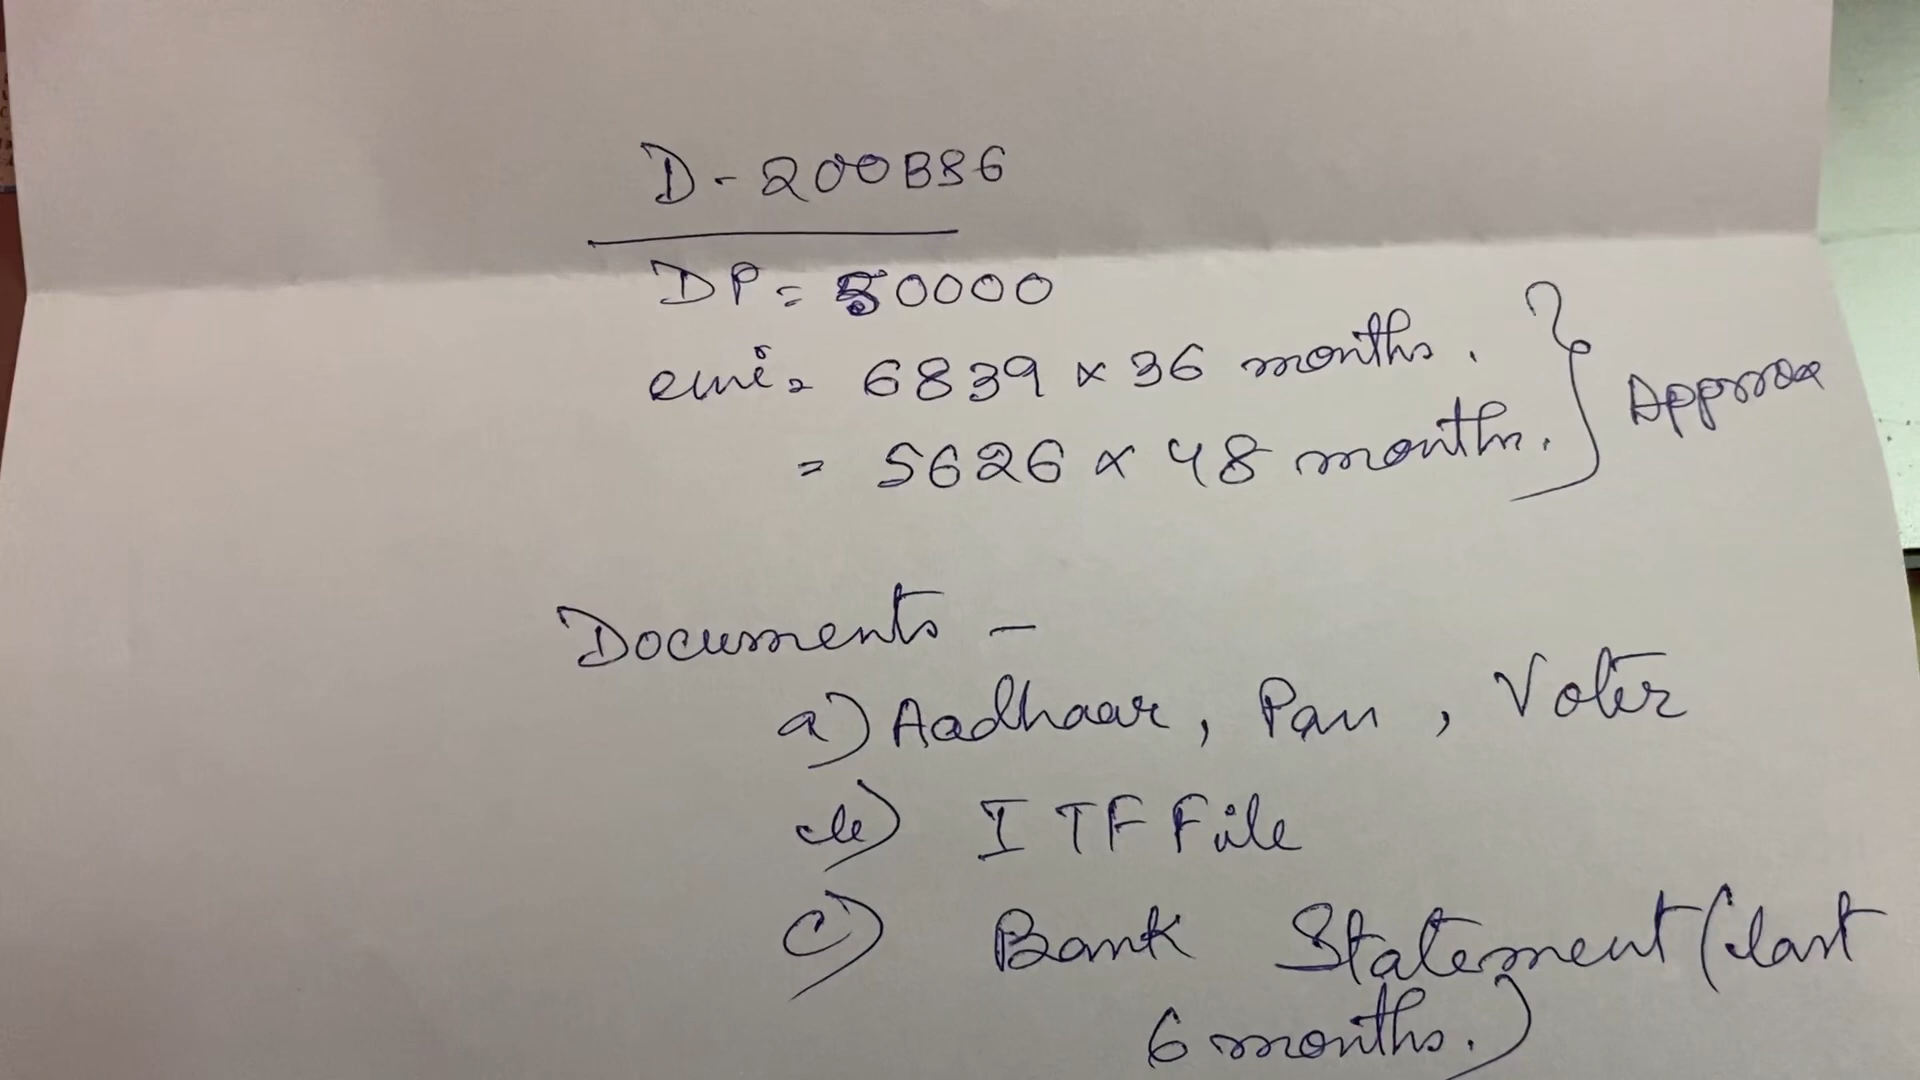 D-200BS6
DP = 50000
emi = 6839 x 36 months.
= 5626 x 48 months.
} Approx
Documents -
a) Aadhaar, Pan, Voter
b) ITF File
c) Bank Statement (last
6 months.)